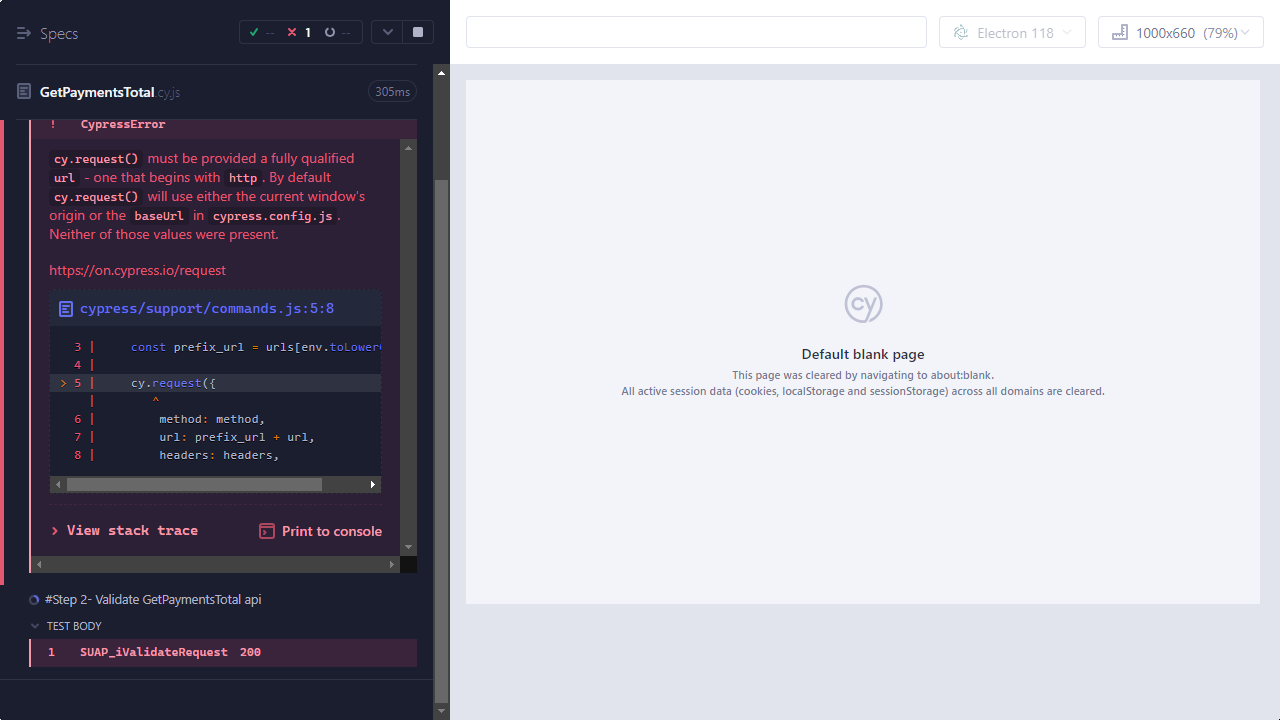 Specs
-- 1 --
Electron 118
1000x660 (79%)
GetPaymentsTotal.cy.js
305ms
! CypressError
cy.request() must be provided a fully qualified
url - one that begins with http. By default
cy.request() will use either the current window's
origin or the baseUrl in cypress.config.js.
Neither of those values were present.
https://on.cypress.io/request
cypress/support/commands.js:5:8
3 | const prefix_url = urls[env.toLower
4 |
> 5 | cy.request({
| ^
6 | method: method,
7 | url: prefix_url + url,
8 | headers: headers,
> View stack trace
Print to console
#Step 2- Validate GetPaymentsTotal api
TEST BODY
1 SUAP_iValidateRequest 200
cy
Default blank page
This page was cleared by navigating to about:blank.
All active session data (cookies, localStorage and sessionStorage) across all domains are cleared.